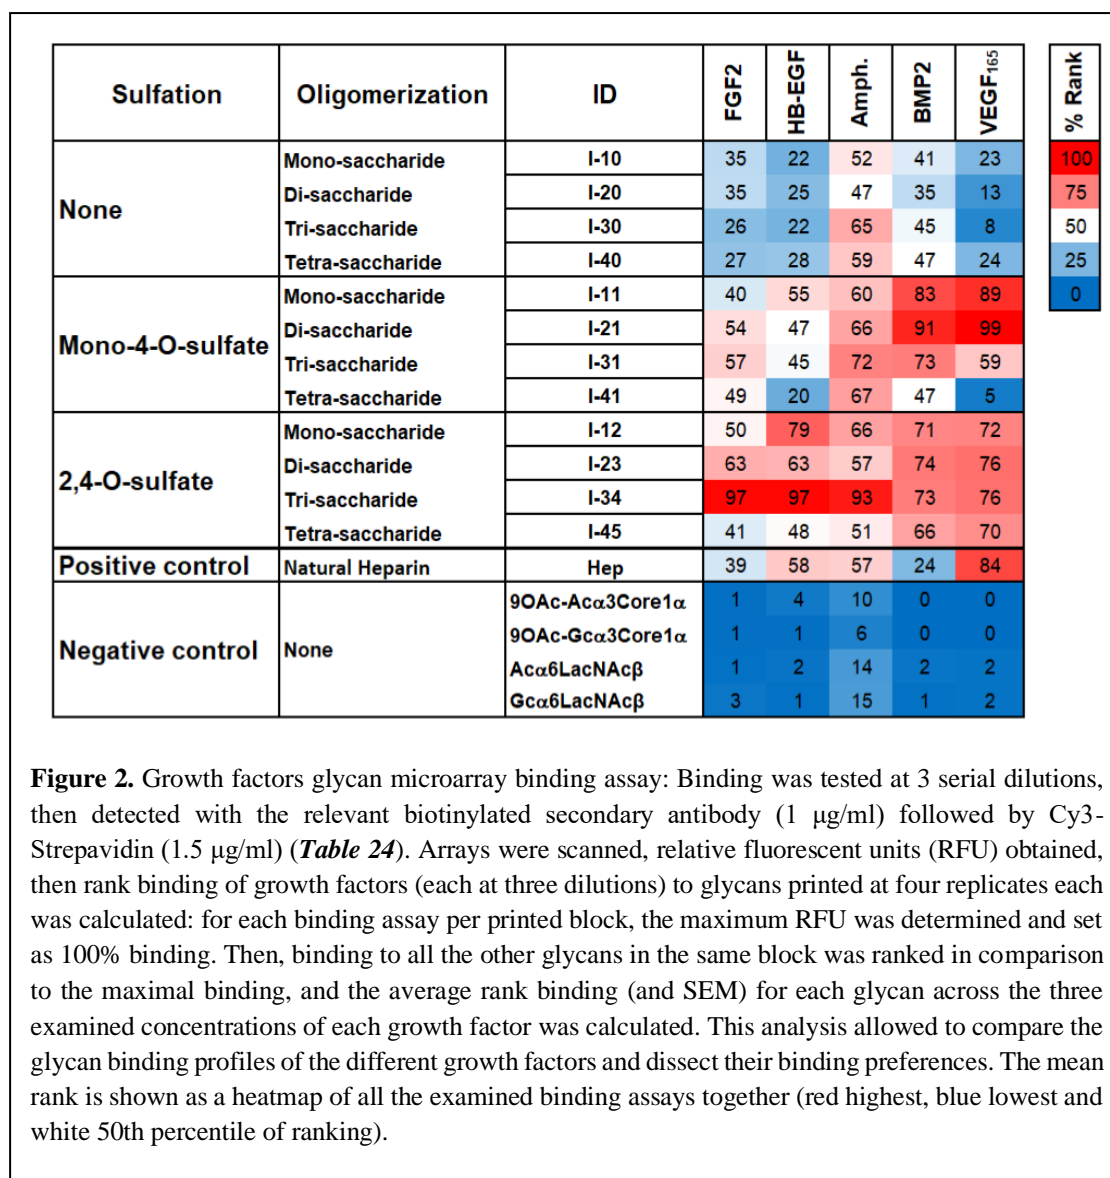 Sulfation Oligomerization ID FGF2 HB-EGF Amph. BMP2 VEGF165 % Rank
None Mono-saccharide I-10 35 22 52 41 23 100
Di-saccharide I-20 35 25 47 35 13 75
Tri-saccharide I-30 26 22 65 45 8 50
Tetra-saccharide I-40 27 28 59 47 24 25
Mono-4-O-sulfate Mono-saccharide I-11 40 55 60 83 89 0
Di-saccharide I-21 54 47 66 91 99
Tri-saccharide I-31 57 45 72 73 59
Tetra-saccharide I-41 49 20 67 47 5
2,4-O-sulfate Mono-saccharide I-12 50 79 66 71 72
Di-saccharide I-23 63 63 57 74 76
Tri-saccharide I-34 97 97 93 73 76
Tetra-saccharide I-45 41 48 51 66 70
Positive control Natural Heparin Hep 39 58 57 24 84
Negative control None 9OAc-Acα3Core1α 1 4 10 0 0
9OAc-Gcα3Core1α 1 1 6 0 0
Acα6LacNAcβ 1 2 14 2 2
Gcα6LacNAcβ 3 1 15 1 2
Figure 2. Growth factors glycan microarray binding assay: Binding was tested at 3 serial dilutions,
then detected with the relevant biotinylated secondary antibody (1 μg/ml) followed by Cy3-
Strepavidin (1.5 μg/ml) (Table 24). Arrays were scanned, relative fluorescent units (RFU) obtained,
then rank binding of growth factors (each at three dilutions) to glycans printed at four replicates each
was calculated: for each binding assay per printed block, the maximum RFU was determined and set
as 100% binding. Then, binding to all the other glycans in the same block was ranked in comparison
to the maximal binding, and the average rank binding (and SEM) for each glycan across the three
examined concentrations of each growth factor was calculated. This analysis allowed to compare the
glycan binding profiles of the different growth factors and dissect their binding preferences. The mean
rank is shown as a heatmap of all the examined binding assays together (red highest, blue lowest and
white 50th percentile of ranking).